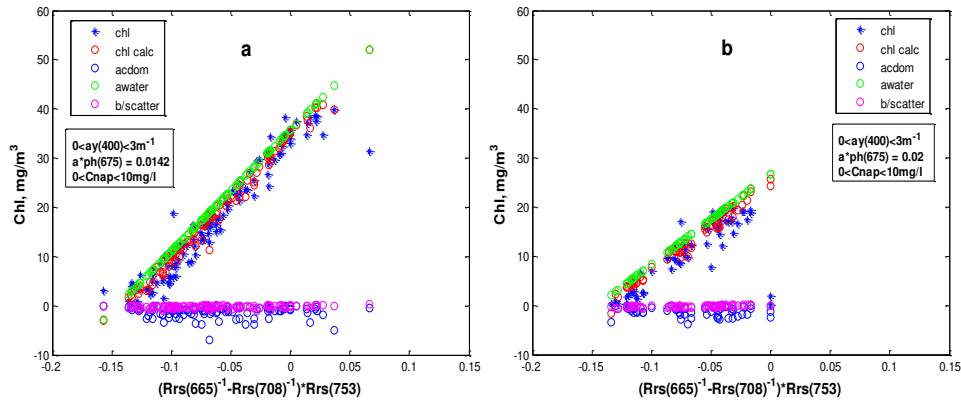 60
50
40
30
20
10
0
-10
Chl, mg/m³
-0.2
-0.15
-0.1
-0.05
0
0.05
0.1
0.15
(Rrs(665)⁻¹-Rrs(708)⁻¹)*Rrs(753)
a
chl
chl calc
acdom
awater
b/scatter
0<ay(400)<3m⁻¹
a*ph(675) = 0.0142
0<Cnap<10mg/l
60
50
40
30
20
10
0
-10
Chl, mg/m³
-0.2
-0.15
-0.1
-0.05
0
0.05
0.1
0.15
(Rrs(665)⁻¹-Rrs(708)⁻¹)*Rrs(753)
b
chl
chl calc
acdom
awater
b/scatter
0<ay(400)<3m⁻¹
a*ph(675) = 0.02
0<Cnap<10mg/l